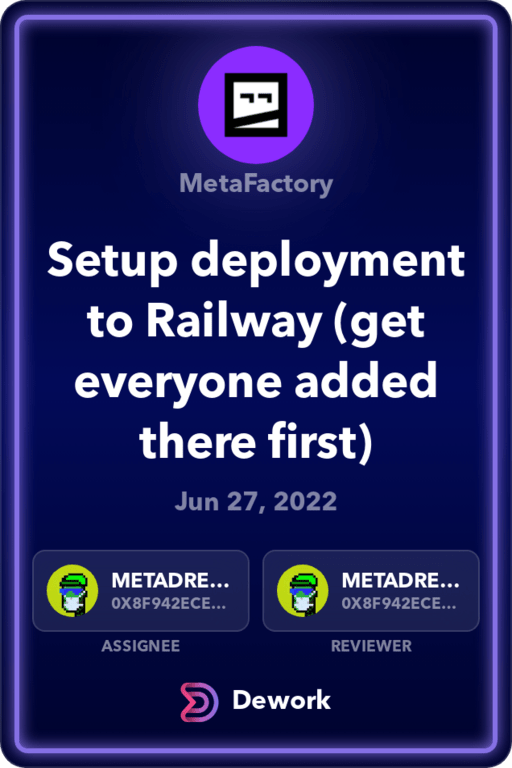 MetaFactory
Setup deployment
to Railway (get
everyone added
there first)
Jun 27, 2022
METADRE...
0X8F942ECE...
METADRE...
0X8F942ECE...
ASSIGNEE
REVIEWER
Dework